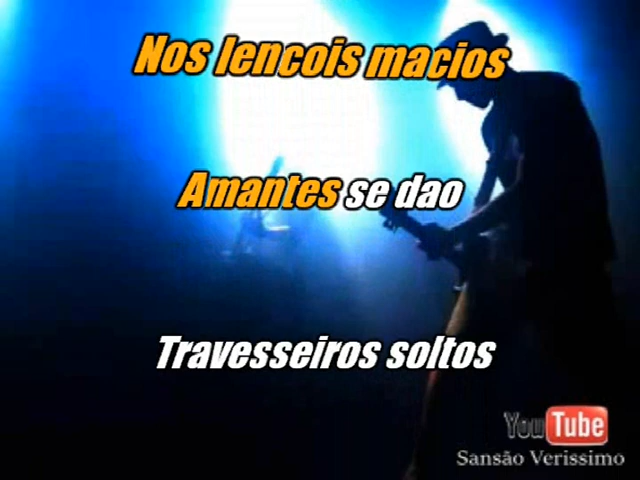 Nos lencois macios
Amantes se dao
Travesseiros soltos
YouTube
Sansão Verissimo